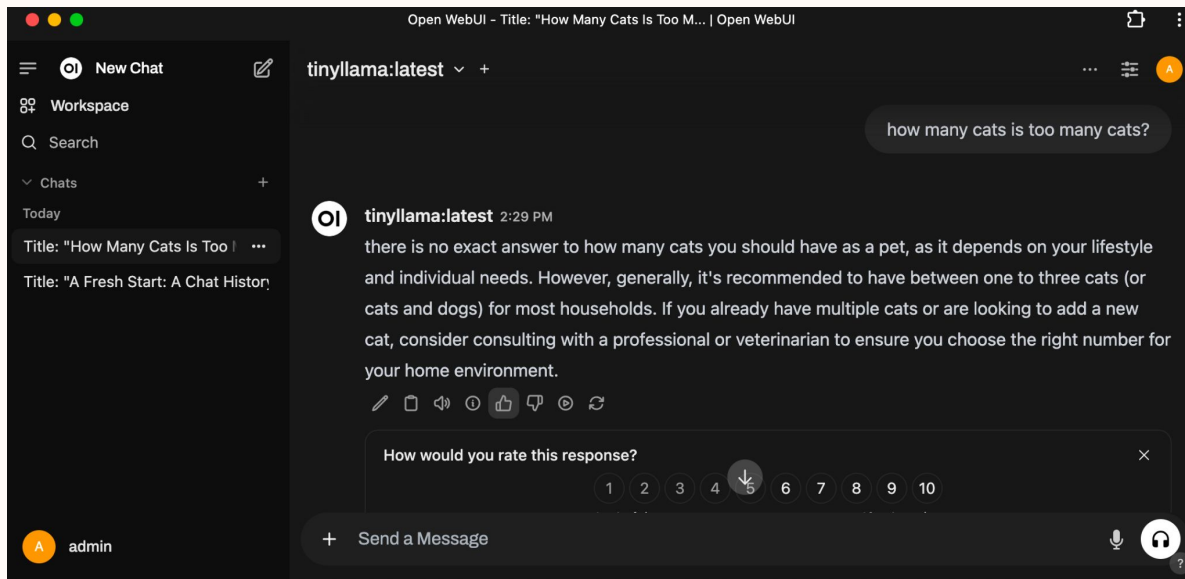 Open WebUI - Title: "How Many Cats Is Too M... | Open WebUI
OI New Chat
Workspace
Search
Chats
Today
Title: "How Many Cats Is Too
Title: "A Fresh Start: A Chat History
A admin
tinyllama:latest
A
how many cats is too many cats?
OI tinyllama:latest 2:29 PM
there is no exact answer to how many cats you should have as a pet, as it depends on your lifestyle
and individual needs. However, generally, it's recommended to have between one to three cats (or
cats and dogs) for most households. If you already have multiple cats or are looking to add a new
cat, consider consulting with a professional or veterinarian to ensure you choose the right number for
your home environment.
How would you rate this response?
1 2 3 4 5 6 7 8 9 10
Send a Message
?